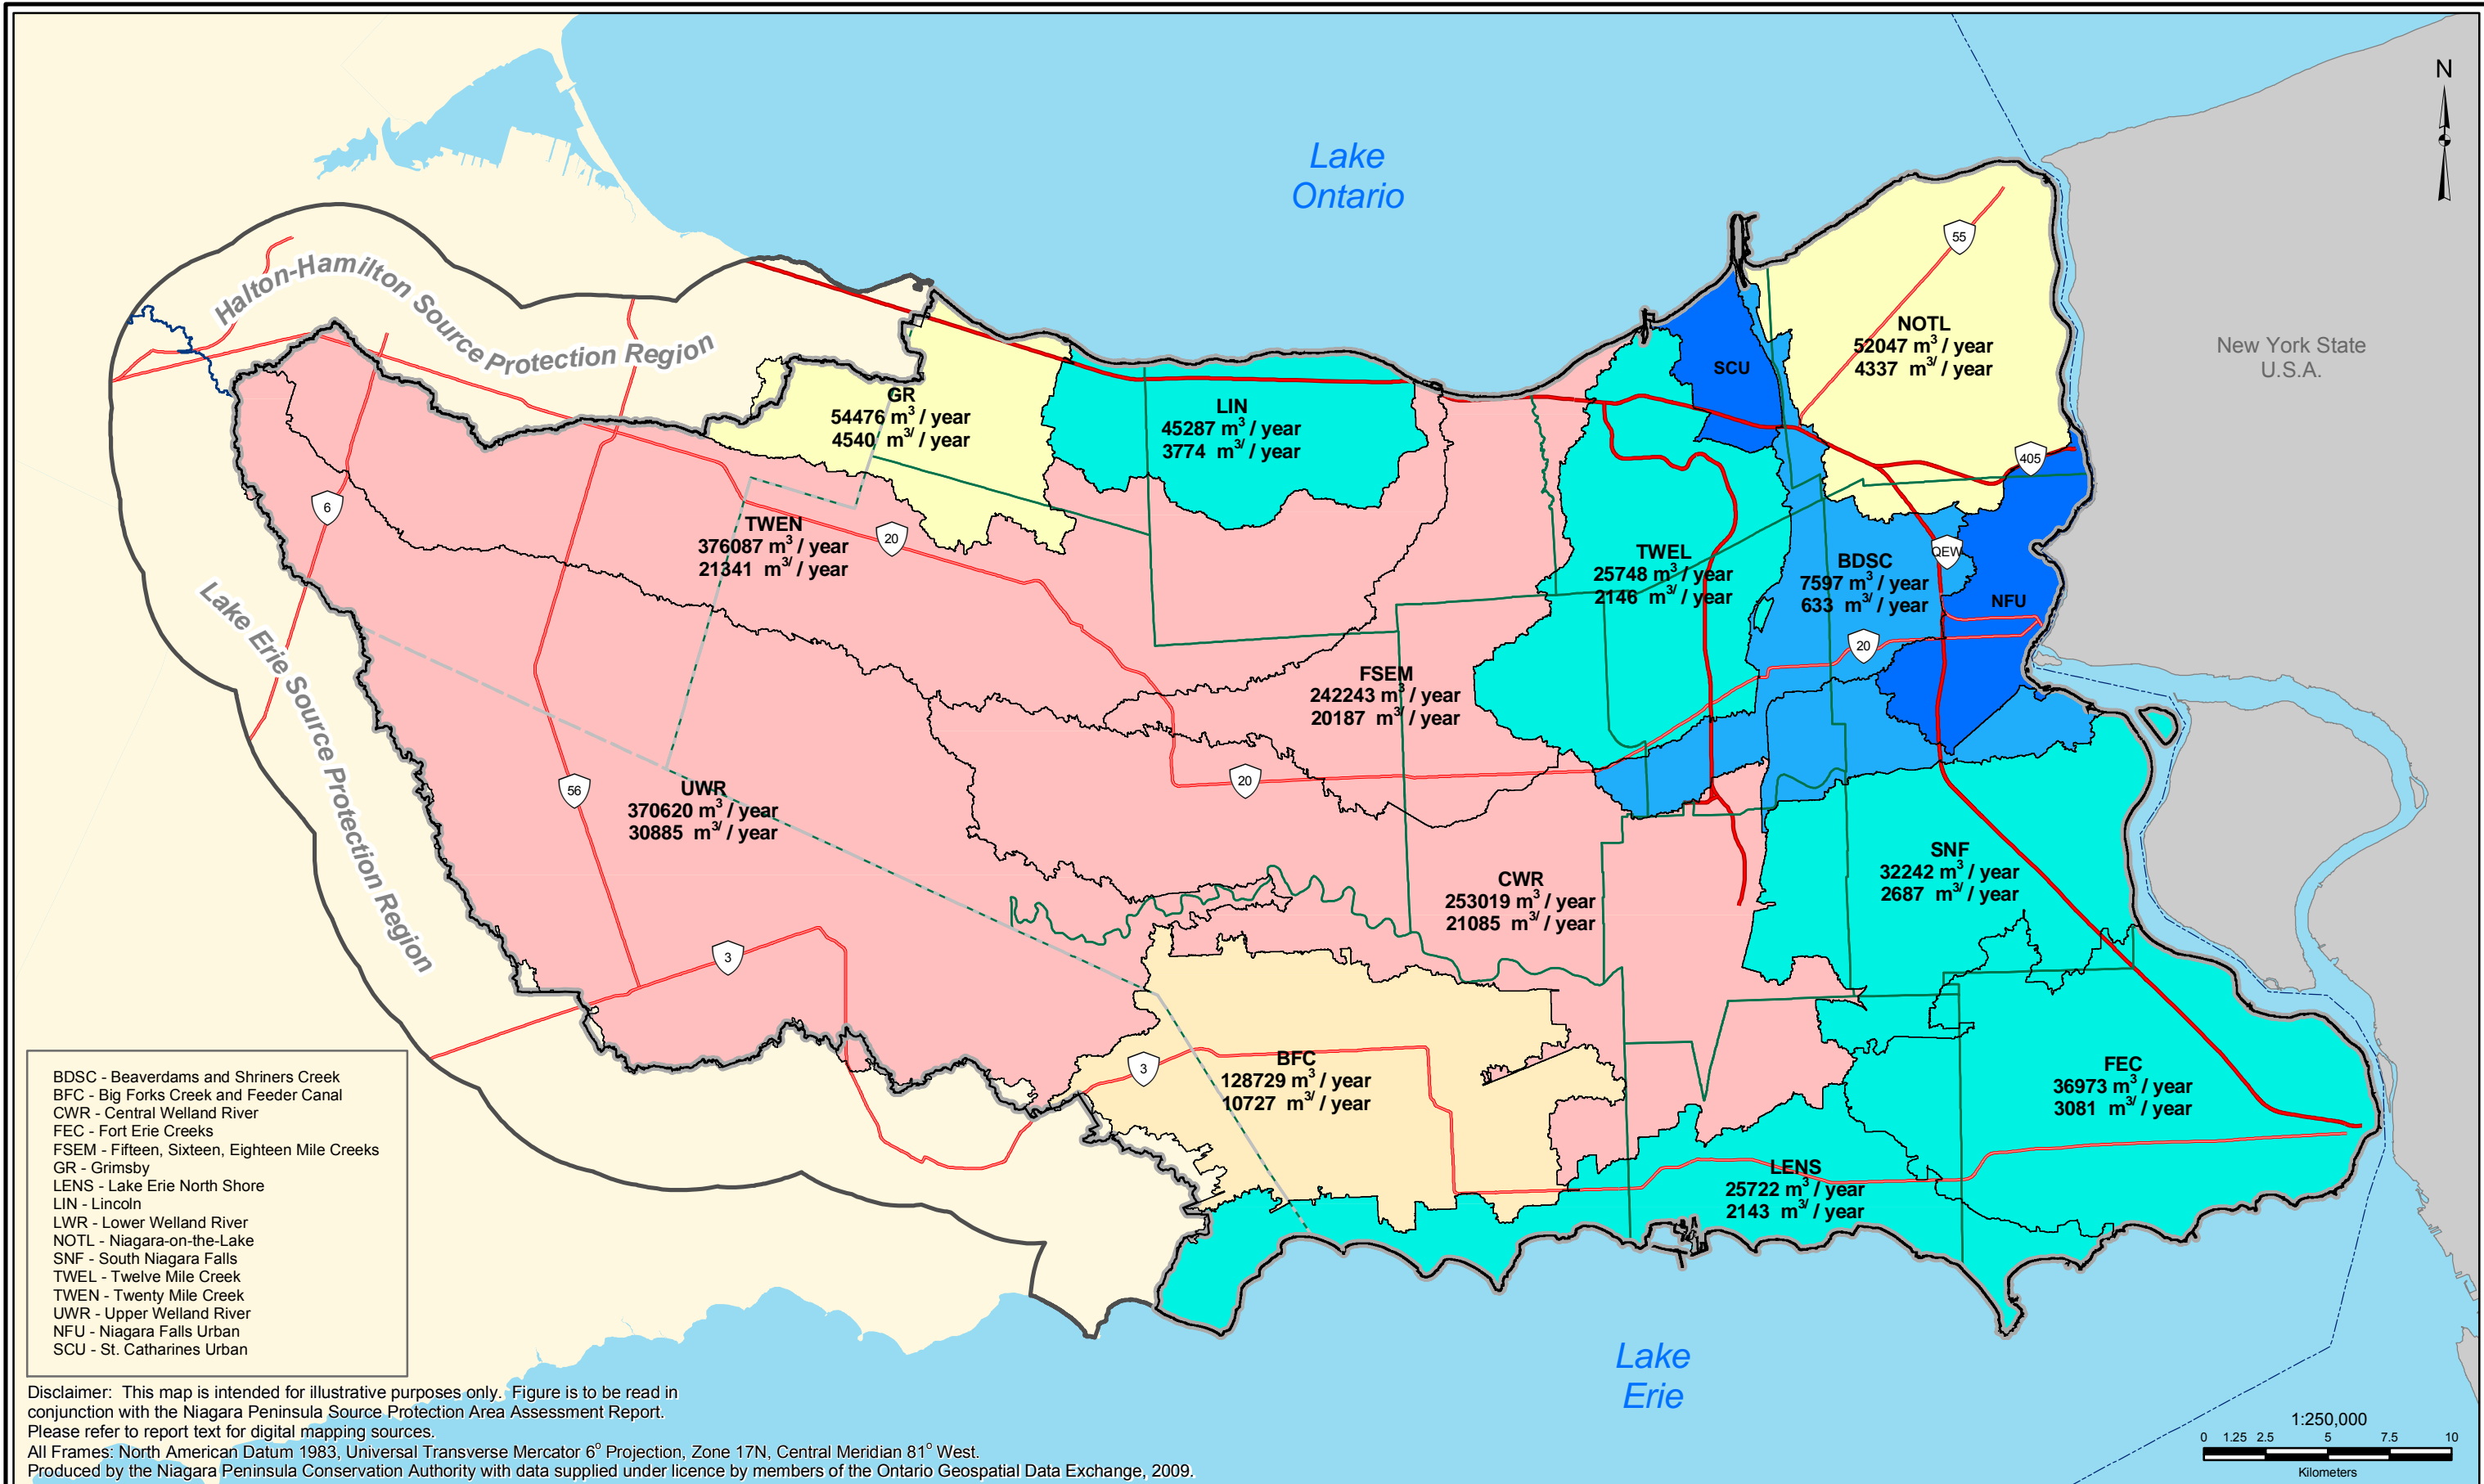 Lake
Ontario
N
New York State
U.S.A.
Halton-Hamilton Source Protection Region
Lake Erie Source Protection Region
55
NOTL
52047 m³ / year
4337 m³/ / year
SCU
GR
54476 m³ / year
4540 m³/ / year
LIN
45287 m³ / year
3774 m³/ / year
405
6
TWEN
376087 m³ / year
21341 m³/ / year
20
TWEL
25748 m³ / year
2146 m³/ / year
BDSC
7597 m³ / year
633 m³/ / year
QEW
NFU
20
FSEM
242243 m³ / year
20187 m³/ / year
56
UWR
370620 m³ / year
30885 m³/ / year
20
CWR
253019 m³ / year
21085 m³/ / year
SNF
32242 m³ / year
2687 m³/ / year
3
3
BFC
128729 m³ / year
10727 m³/ / year
FEC
36973 m³ / year
3081 m³/ / year
LENS
25722 m³ / year
2143 m³/ / year
Lake
Erie
BDSC - Beaverdams and Shriners Creek
BFC - Big Forks Creek and Feeder Canal
CWR - Central Welland River
FEC - Fort Erie Creeks
FSEM - Fifteen, Sixteen, Eighteen Mile Creeks
GR - Grimsby
LENS - Lake Erie North Shore
LIN - Lincoln
LWR - Lower Welland River
NOTL - Niagara-on-the-Lake
SNF - South Niagara Falls
TWEL - Twelve Mile Creek
TWEN - Twenty Mile Creek
UWR - Upper Welland River
NFU - Niagara Falls Urban
SCU - St. Catharines Urban
Disclaimer: This map is intended for illustrative purposes only. Figure is to be read in
conjunction with the Niagara Peninsula Source Protection Area Assessment Report.
Please refer to report text for digital mapping sources.
All Frames: North American Datum 1983, Universal Transverse Mercator 6° Projection, Zone 17N, Central Meridian 81° West.
Produced by the Niagara Peninsula Conservation Authority with data supplied under licence by members of the Ontario Geospatial Data Exchange, 2009.
1:250,000
0 1.25 2.5 5 7.5 10
Kilometers